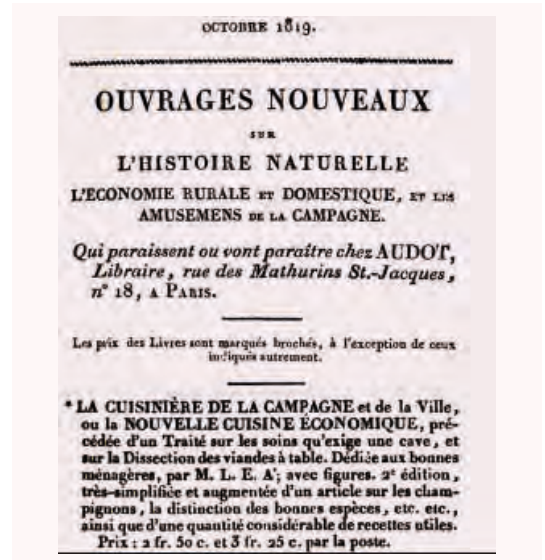 OCTOBRE 1819.
OUVRAGES NOUVEAUX
SUR
L'HISTOIRE NATURELLE
L'ECONOMIE RURALE ET DOMESTIQUE, ET LES
AMUSEMENS DE LA CAMPAGNE.
Qui paraissent ou vont paraître chez AUDOT,
Libraire, rue des Mathurins St.-Jacques,
n° 18, A PARIS.
Les prix des Livres sont marqués brochés, à l'exception de ceux
indiqués autrement.
* LA CUISINIÈRE DE LA CAMPAGNE et de la Ville,
ou la NOUVELLE CUISINE ÉCONOMIQUE, pré-
cédée d'un Traité sur les soins qu'exige une cave, et
sur la Dissection des viandes à table. Dédiée aux bonnes
ménagères, par M. L. E. A'; avec figures. 2e édition,
très-simplifiée et augmentée d'un article sur les cham-
pignons, la distinction des bonnes espèces, etc. etc.,
ainsi que d'une quantité considérable de recettes utiles.
Prix : 2 fr. 50 c. et 3 fr. 25 c. par la poste.